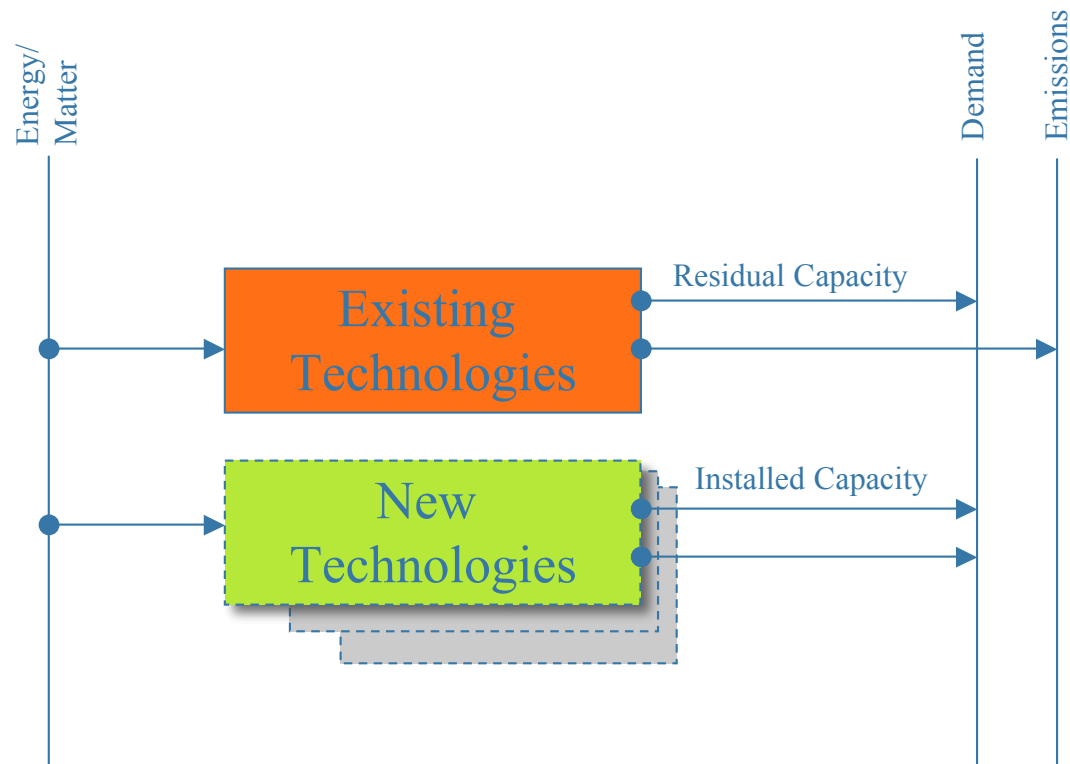 Energy/
Matter
Demand
Emissions
Residual Capacity
Existing
Technologies
Installed Capacity
New
Technologies